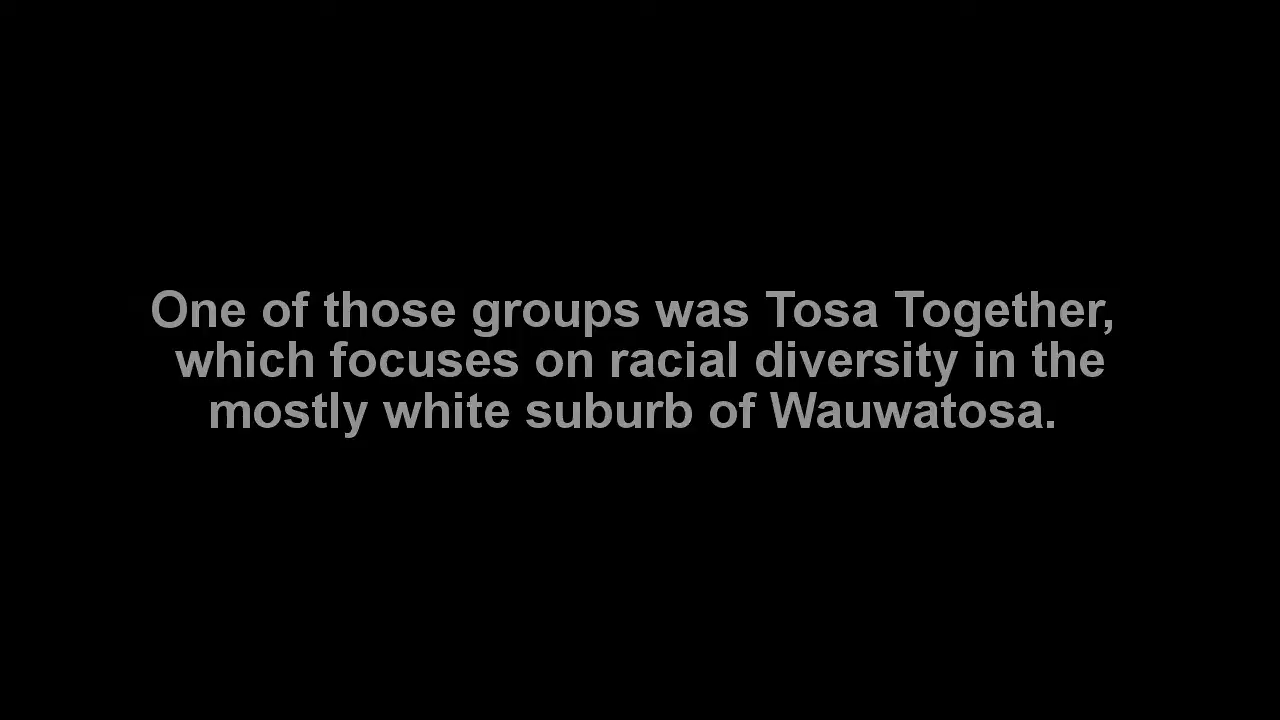 One of those groups was Tosa Together,
which focuses on racial diversity in the
mostly white suburb of Wauwatosa.